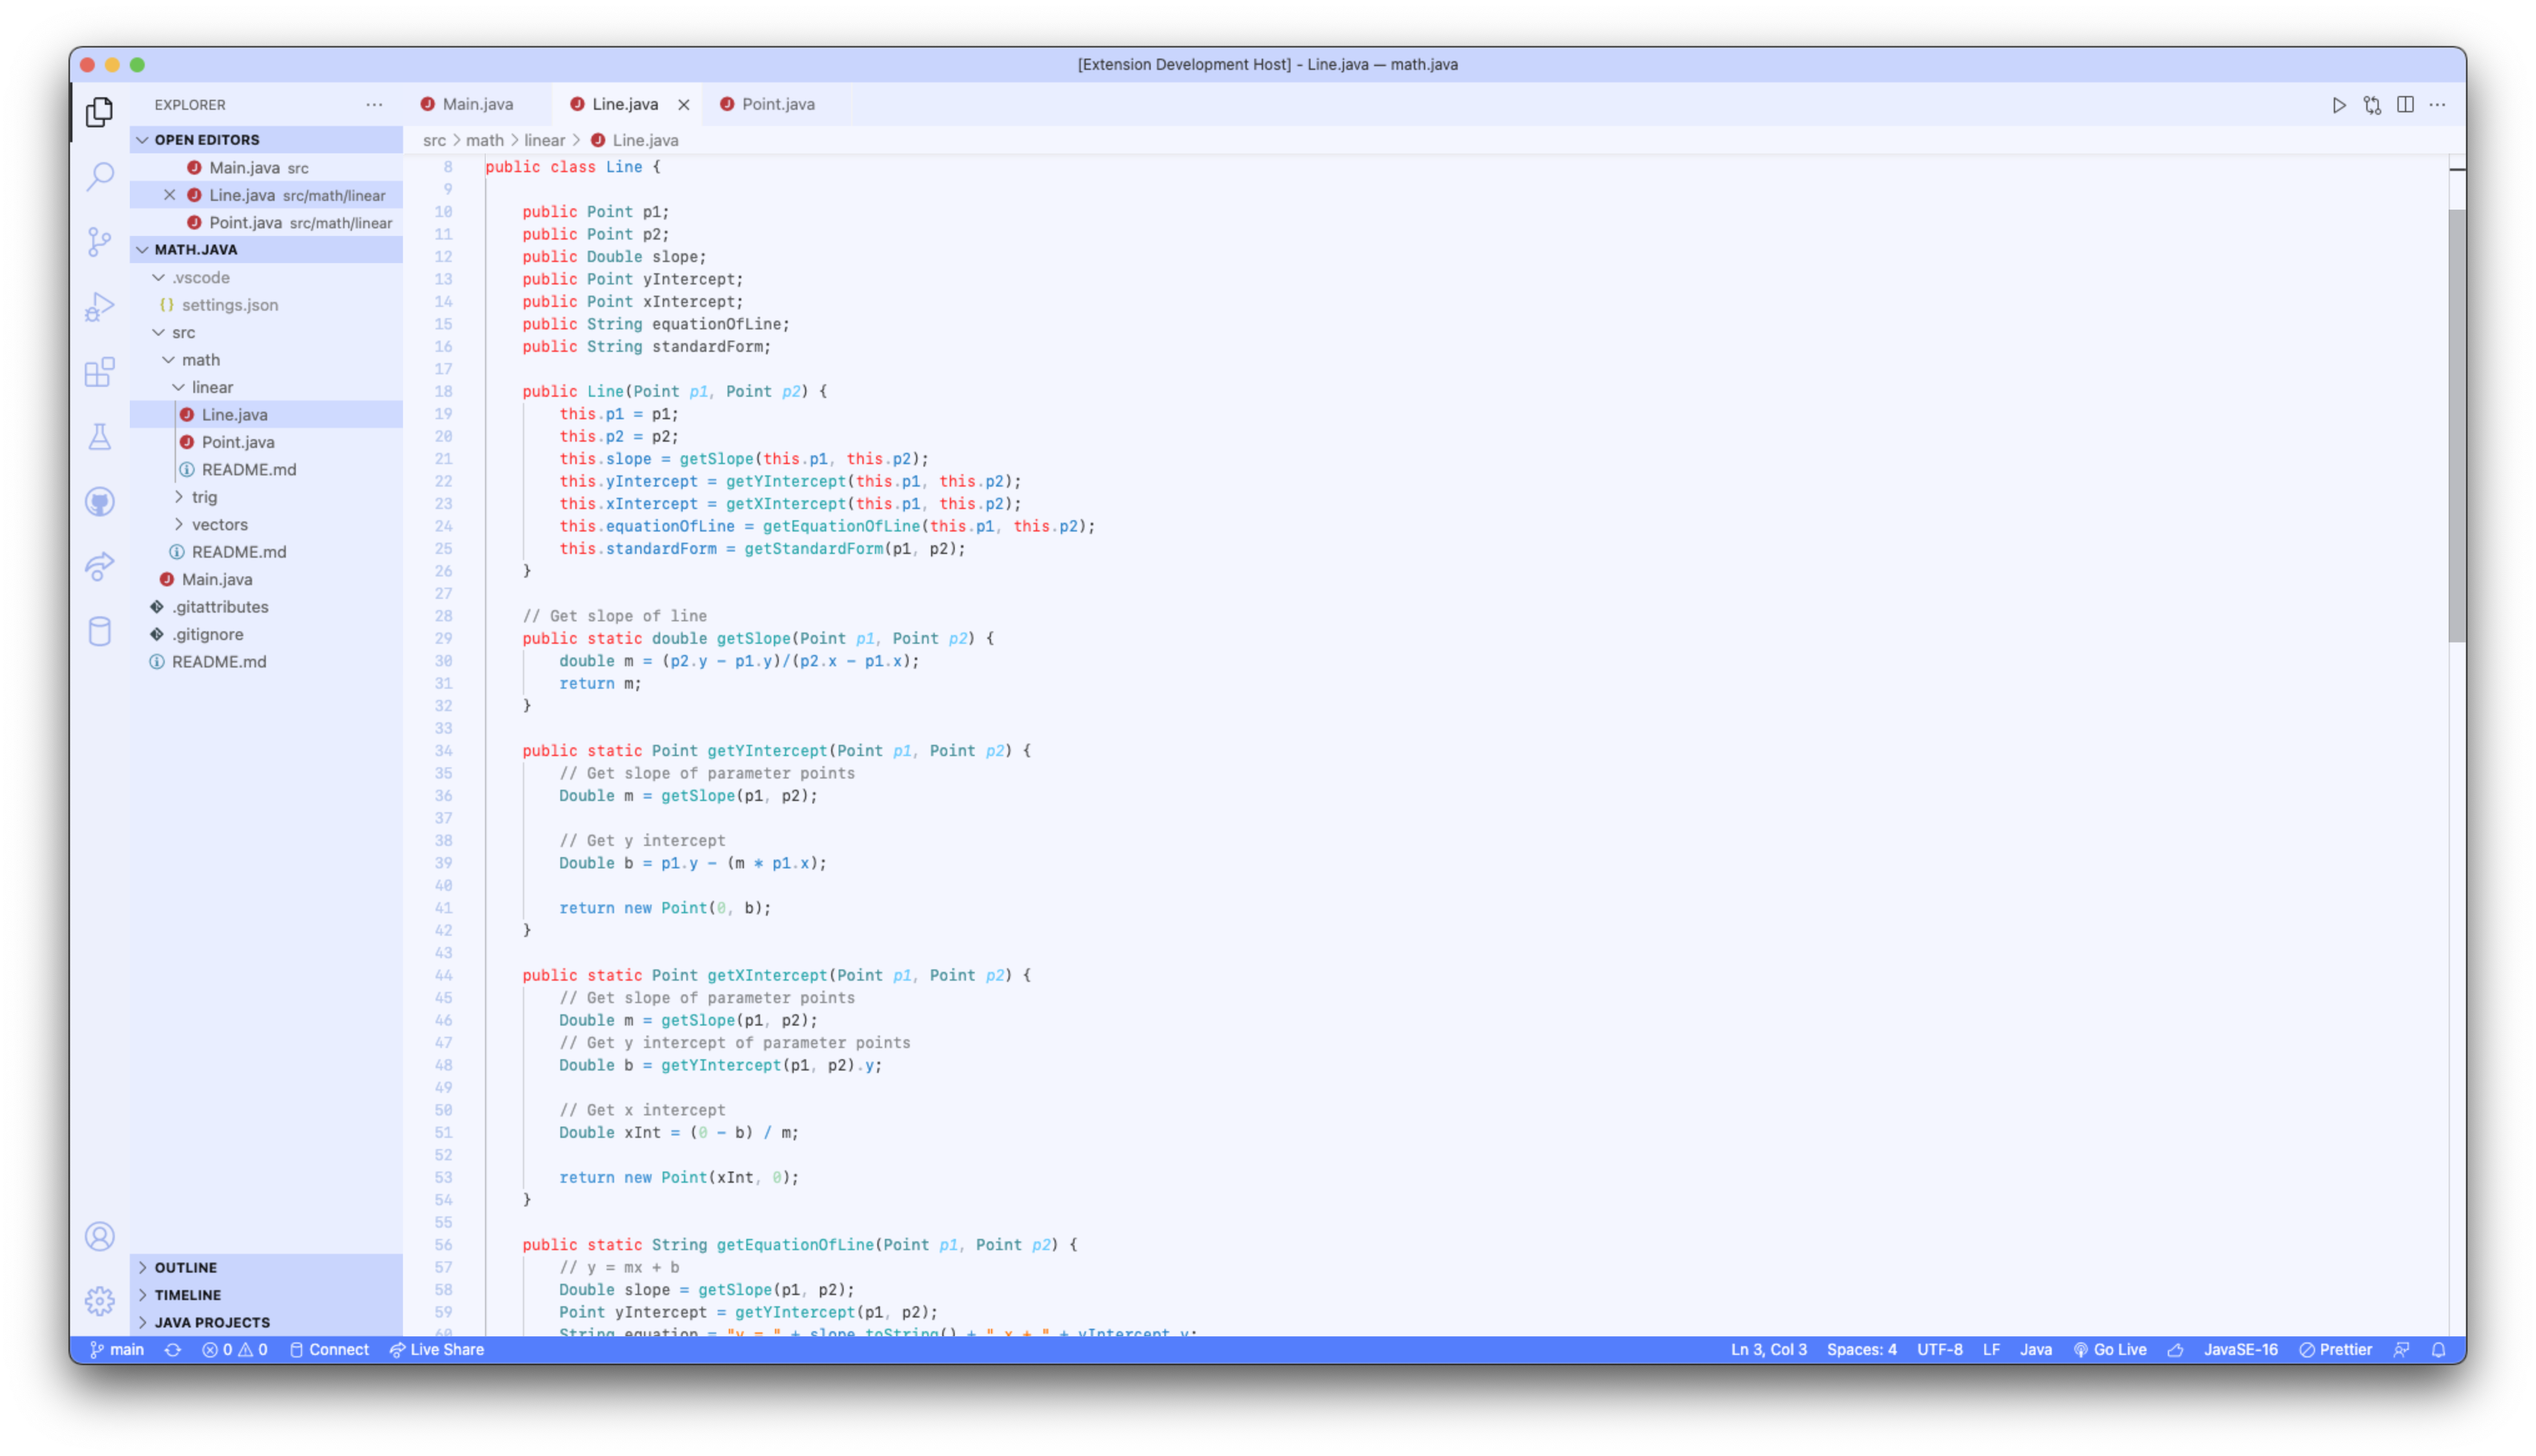 [Extension Development Host] - Line.java — math.java
EXPLORER
OPEN EDITORS
Main.java src
Line.java src/math/linear
Point.java src/math/linear
MATH.JAVA
.vscode
{} settings.json
src
math
linear
Line.java
Point.java
README.md
trig
vectors
README.md
Main.java
.gitattributes
.gitignore
README.md
OUTLINE
TIMELINE
JAVA PROJECTS
Main.java Line.java Point.java
src > math > linear > Line.java
8 public class Line {
9
10 public Point p1;
11 public Point p2;
12 public Double slope;
13 public Point yIntercept;
14 public Point xIntercept;
15 public String equationOfLine;
16 public String standardForm;
17
18 public Line(Point p1, Point p2) {
19 this.p1 = p1;
20 this.p2 = p2;
21 this.slope = getSlope(this.p1, this.p2);
22 this.yIntercept = getYIntercept(this.p1, this.p2);
23 this.xIntercept = getXIntercept(this.p1, this.p2);
24 this.equationOfLine = getEquationOfLine(this.p1, this.p2);
25 this.standardForm = getStandardForm(p1, p2);
26 }
27
28 // Get slope of line
29 public static double getSlope(Point p1, Point p2) {
30 double m = (p2.y - p1.y)/(p2.x - p1.x);
31 return m;
32 }
33
34 public static Point getYIntercept(Point p1, Point p2) {
35 // Get slope of parameter points
36 Double m = getSlope(p1, p2);
37
38 // Get y intercept
39 Double b = p1.y - (m * p1.x);
40
41 return new Point(0, b);
42 }
43
44 public static Point getXIntercept(Point p1, Point p2) {
45 // Get slope of parameter points
46 Double m = getSlope(p1, p2);
47 // Get y intercept of parameter points
48 Double b = getYIntercept(p1, p2).y;
49
50 // Get x intercept
51 Double xInt = (0 - b) / m;
52
53 return new Point(xInt, 0);
54 }
55
56 public static String getEquationOfLine(Point p1, Point p2) {
57 // y = mx + b
58 Double slope = getSlope(p1, p2);
59 Point yIntercept = getYIntercept(p1, p2);
60 String equation = "y = " + slope.toString() + " x + " + yIntercept.y;
main 0 0 Connect Live Share Ln 3, Col 3 Spaces: 4 UTF-8 LF Java Go Live JavaSE-16 Prettier